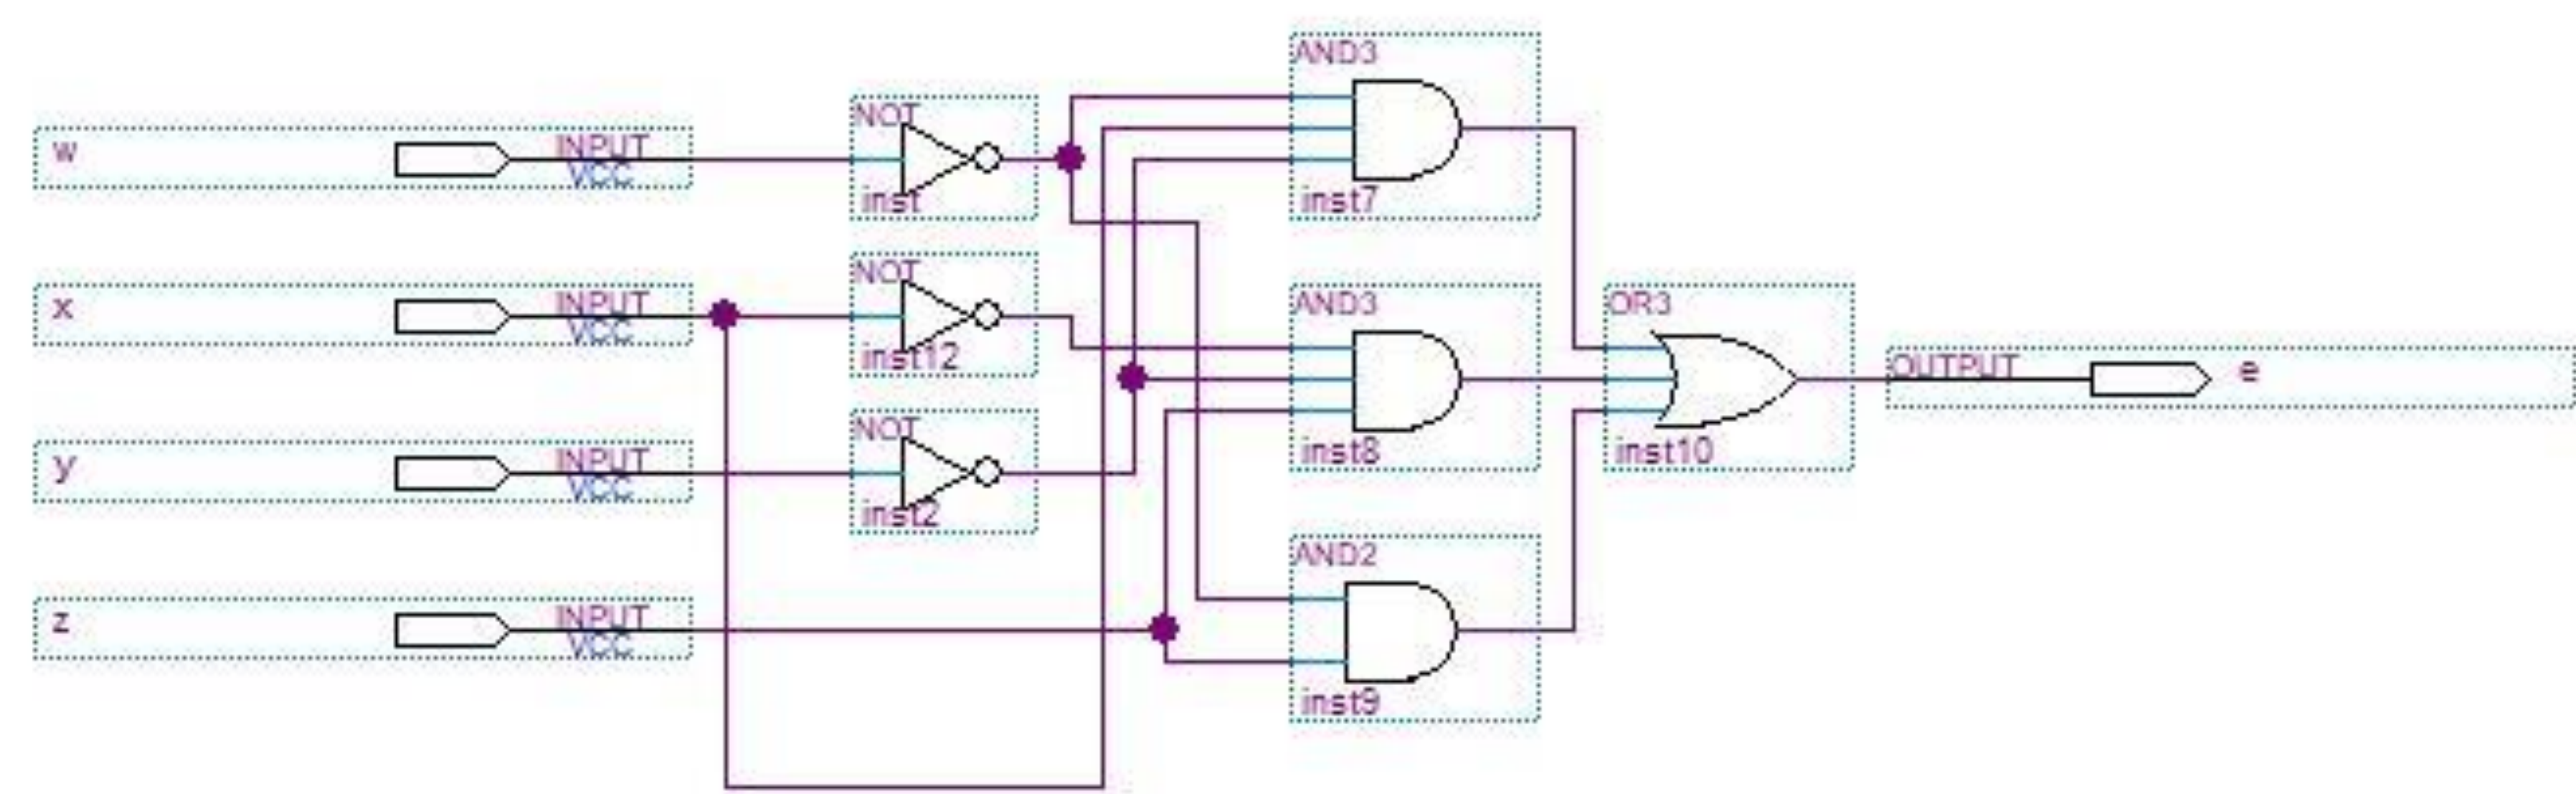 AND3
inst7
w
INPUT
VCC
NOT
inst
x
INPUT
VCC
NOT
inst12
AND3
inst8
OR3
inst10
OUTPUT
e
y
INPUT
VCC
NOT
inst2
z
INPUT
VCC
AND2
inst9